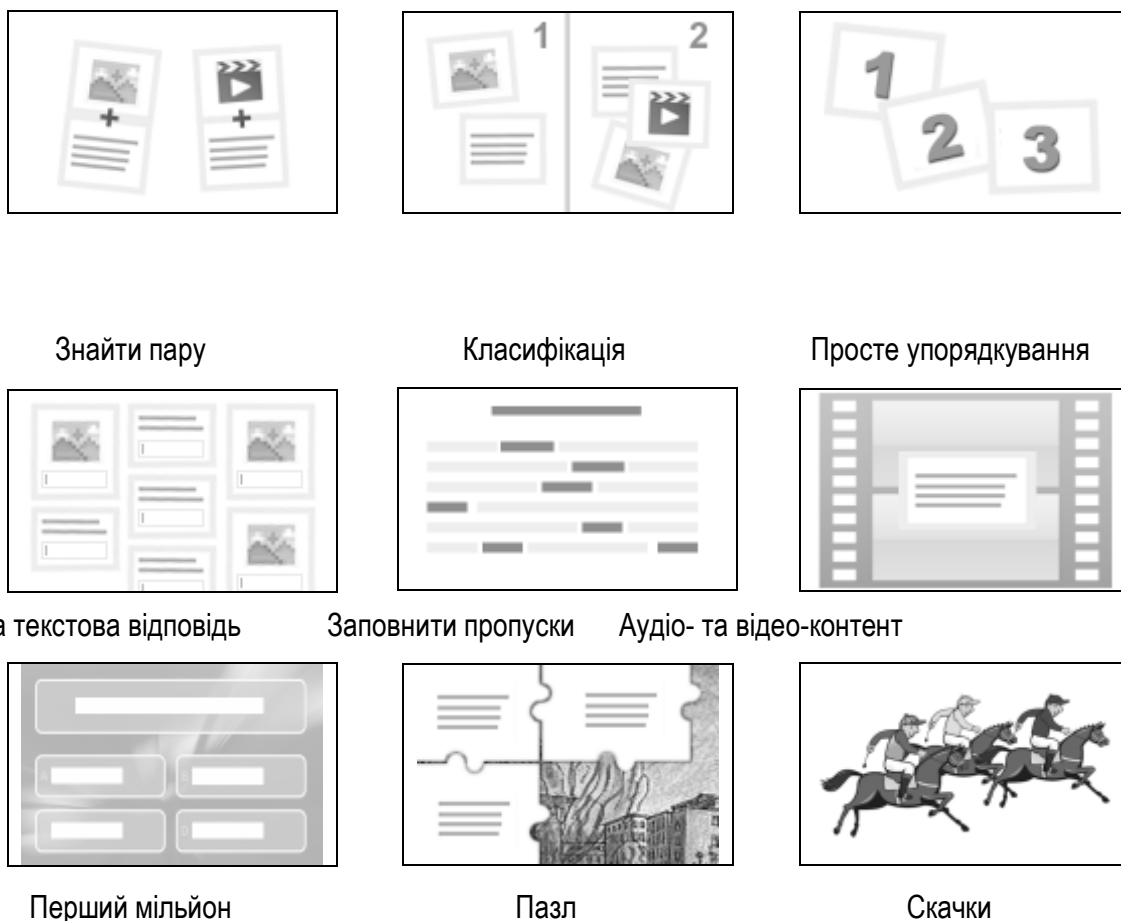 1 2 1 2 3
Знайти пару Класифікація Просте упорядкування
а текстова відповідь Заповнити пропуски Аудіо- та відео-контент
A B
D
Перший мільйон Пазл Скачки